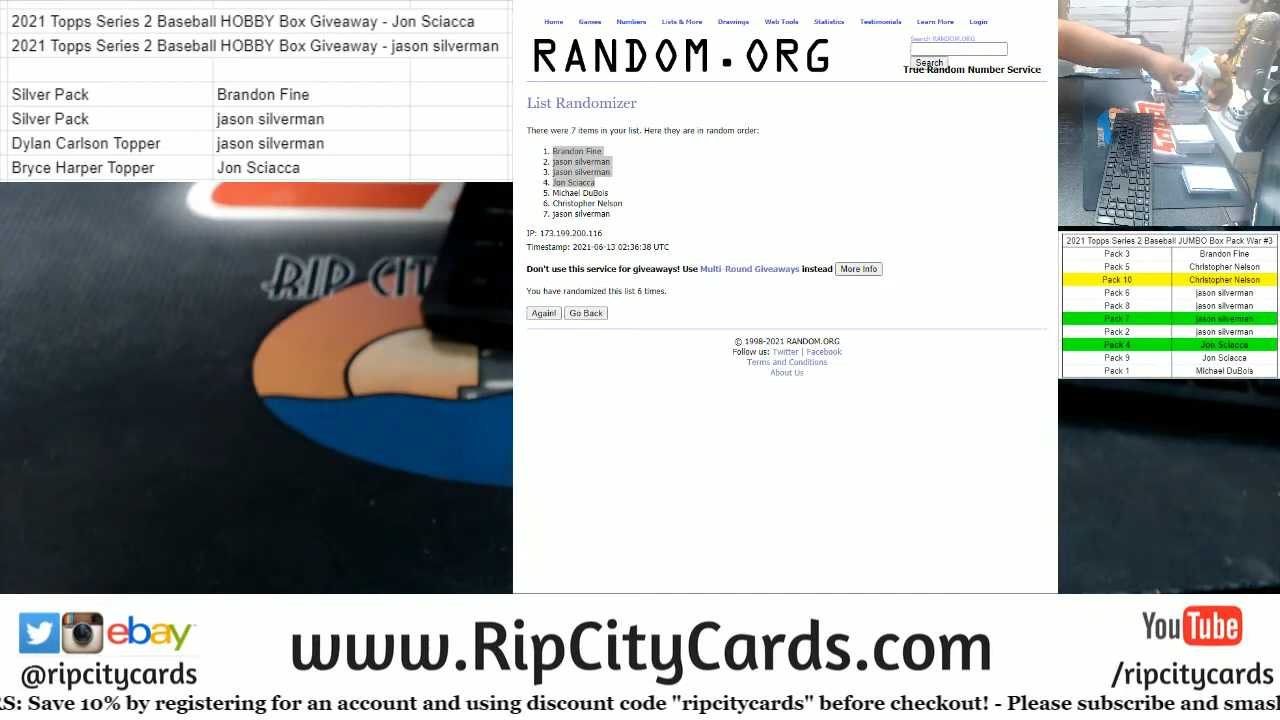 2021 Topps Series 2 Baseball HOBBY Box Giveaway - Jon Sciacca
2021 Topps Series 2 Baseball HOBBY Box Giveaway - jason silverman
Silver Pack Brandon Fine
Silver Pack jason silverman
Dylan Carlson Topper jason silverman
Bryce Harper Topper Jon Sciacca
RIP CI
Home Games Numbers Lists & More Drawings Web Tools Statistics Testimonials Learn More Login
RANDOM.ORG
Search RANDOM.ORG
Search
True Random Number Service
List Randomizer
There were 7 items in your list. Here they are in random order:
1. Brandon Fine
2. jason silverman
3. jason silverman
4. Jon Sciacca
5. Michael DuBois
6. Christopher Nelson
7. jason silverman
IP: 173.199.200.116
Timestamp: 2021-06-13 02:36:38 UTC
Don't use this service for giveaways! Use Multi-Round Giveaways instead More Info
You have randomized this list 6 times.
Again! Go Back
© 1998-2021 RANDOM.ORG
Follow us: Twitter | Facebook
Terms and Conditions
About Us
2021 Topps Series 2 Baseball JUMBO Box Pack War #3
Pack 3 Brandon Fine
Pack 5 Christopher Nelson
Pack 10 Christopher Nelson
Pack 6 jason silverman
Pack 8 jason silverman
Pack 7 jason silverman
Pack 2 jason silverman
Pack 4 Jon Sciacca
Pack 9 Jon Sciacca
Pack 1 Michael DuBois
ebay
@ripcitycards
www.RipCityCards.com
YouTube
/ripcitycards
RS: Save 10% by registering for an account and using discount code "ripcitycards" before checkout! - Please subscribe and smas